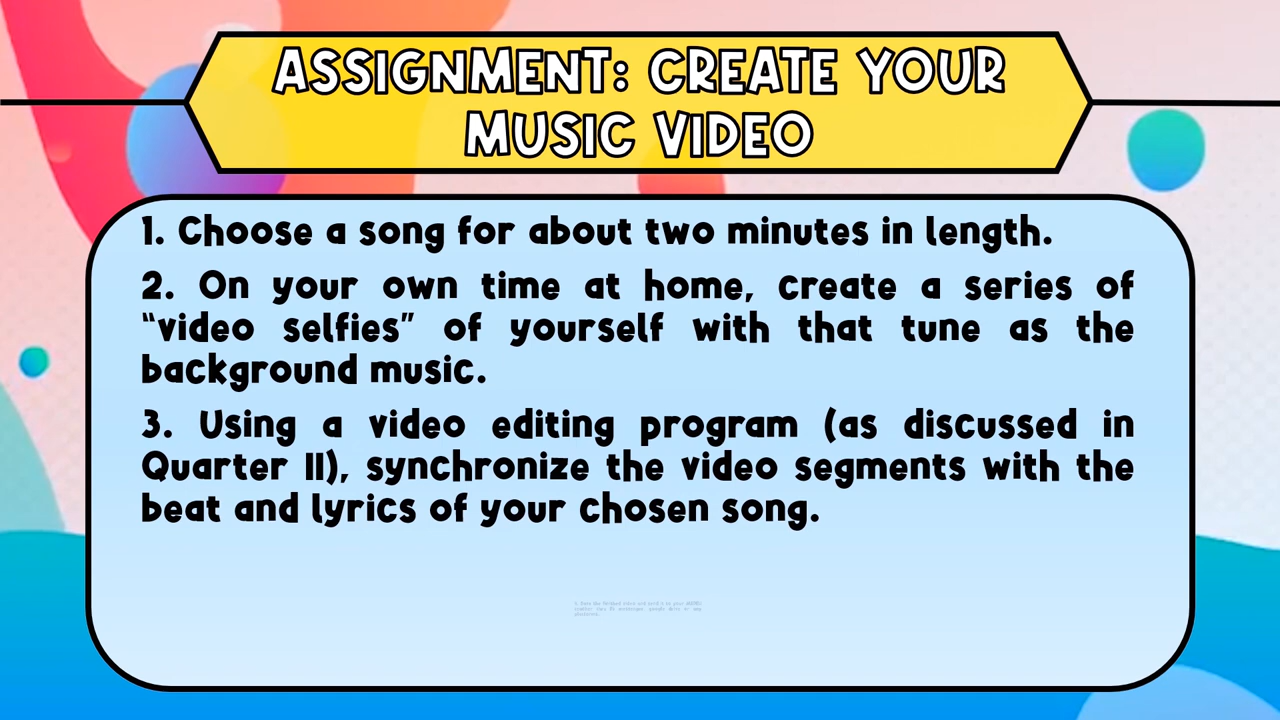 ASSIGNMENT: CREATE YOUR
MUSIC VIDEO
1. Choose a song for about two minutes in length.
2. On your own time at home, create a series of
“video selfies” of yourself with that tune as the
background music.
3. Using a video editing program (as discussed in
Quarter II), synchronize the video segments with the
beat and lyrics of your chosen song.